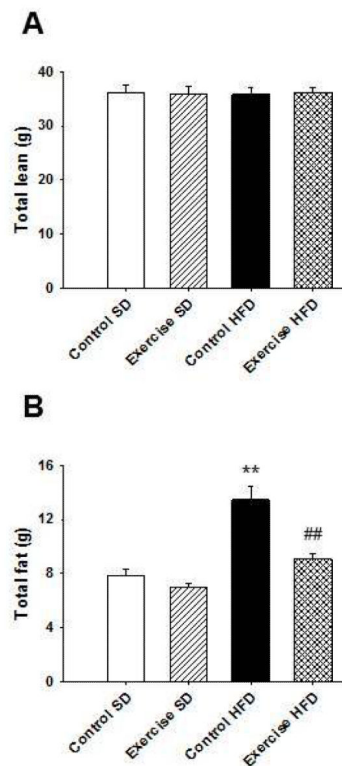 A
Total lean (g)
40
30
20
10
0
Control SD
Exercise SD
Control HFD
Exercise HFD
B
Total fat (g)
16
12
8
4
0
**
##
Control SD
Exercise SD
Control HFD
Exercise HFD